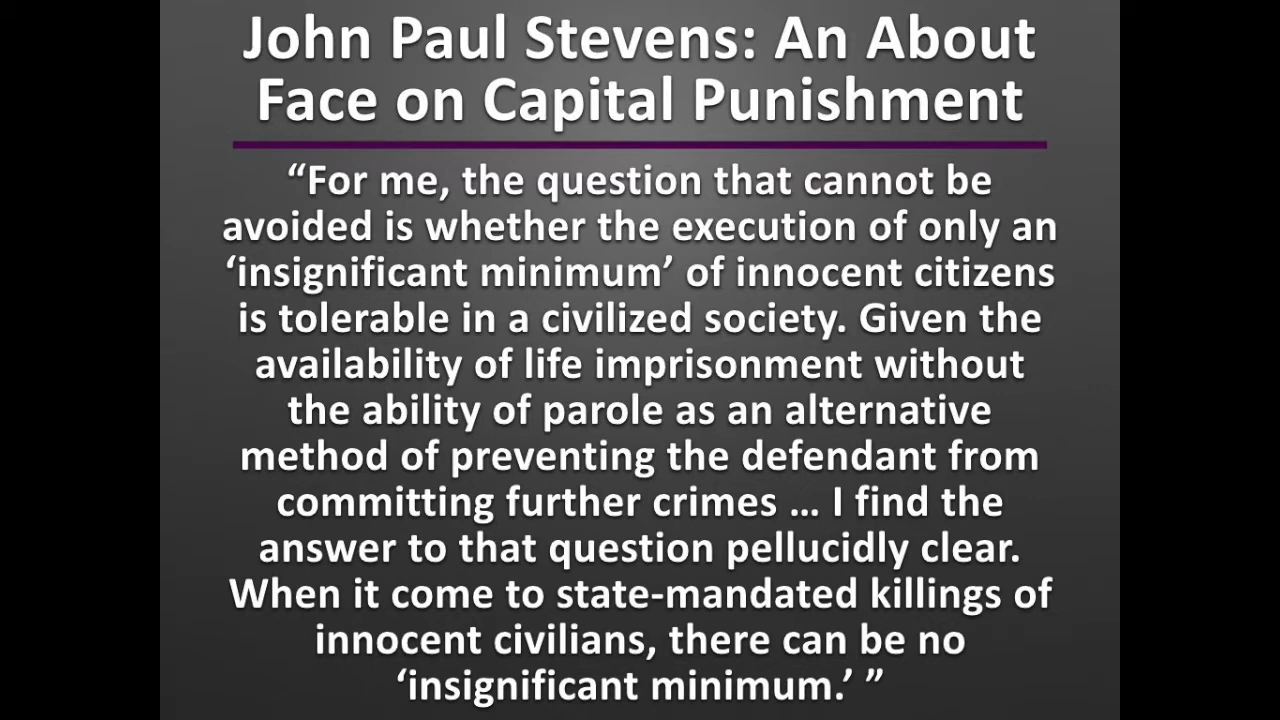 John Paul Stevens: An About
Face on Capital Punishment
“For me, the question that cannot be
avoided is whether the execution of only an
‘insignificant minimum’ of innocent citizens
is tolerable in a civilized society. Given the
availability of life imprisonment without
the ability of parole as an alternative
method of preventing the defendant from
committing further crimes … I find the
answer to that question pellucidly clear.
When it come to state-mandated killings of
innocent civilians, there can be no
‘insignificant minimum.’ ”